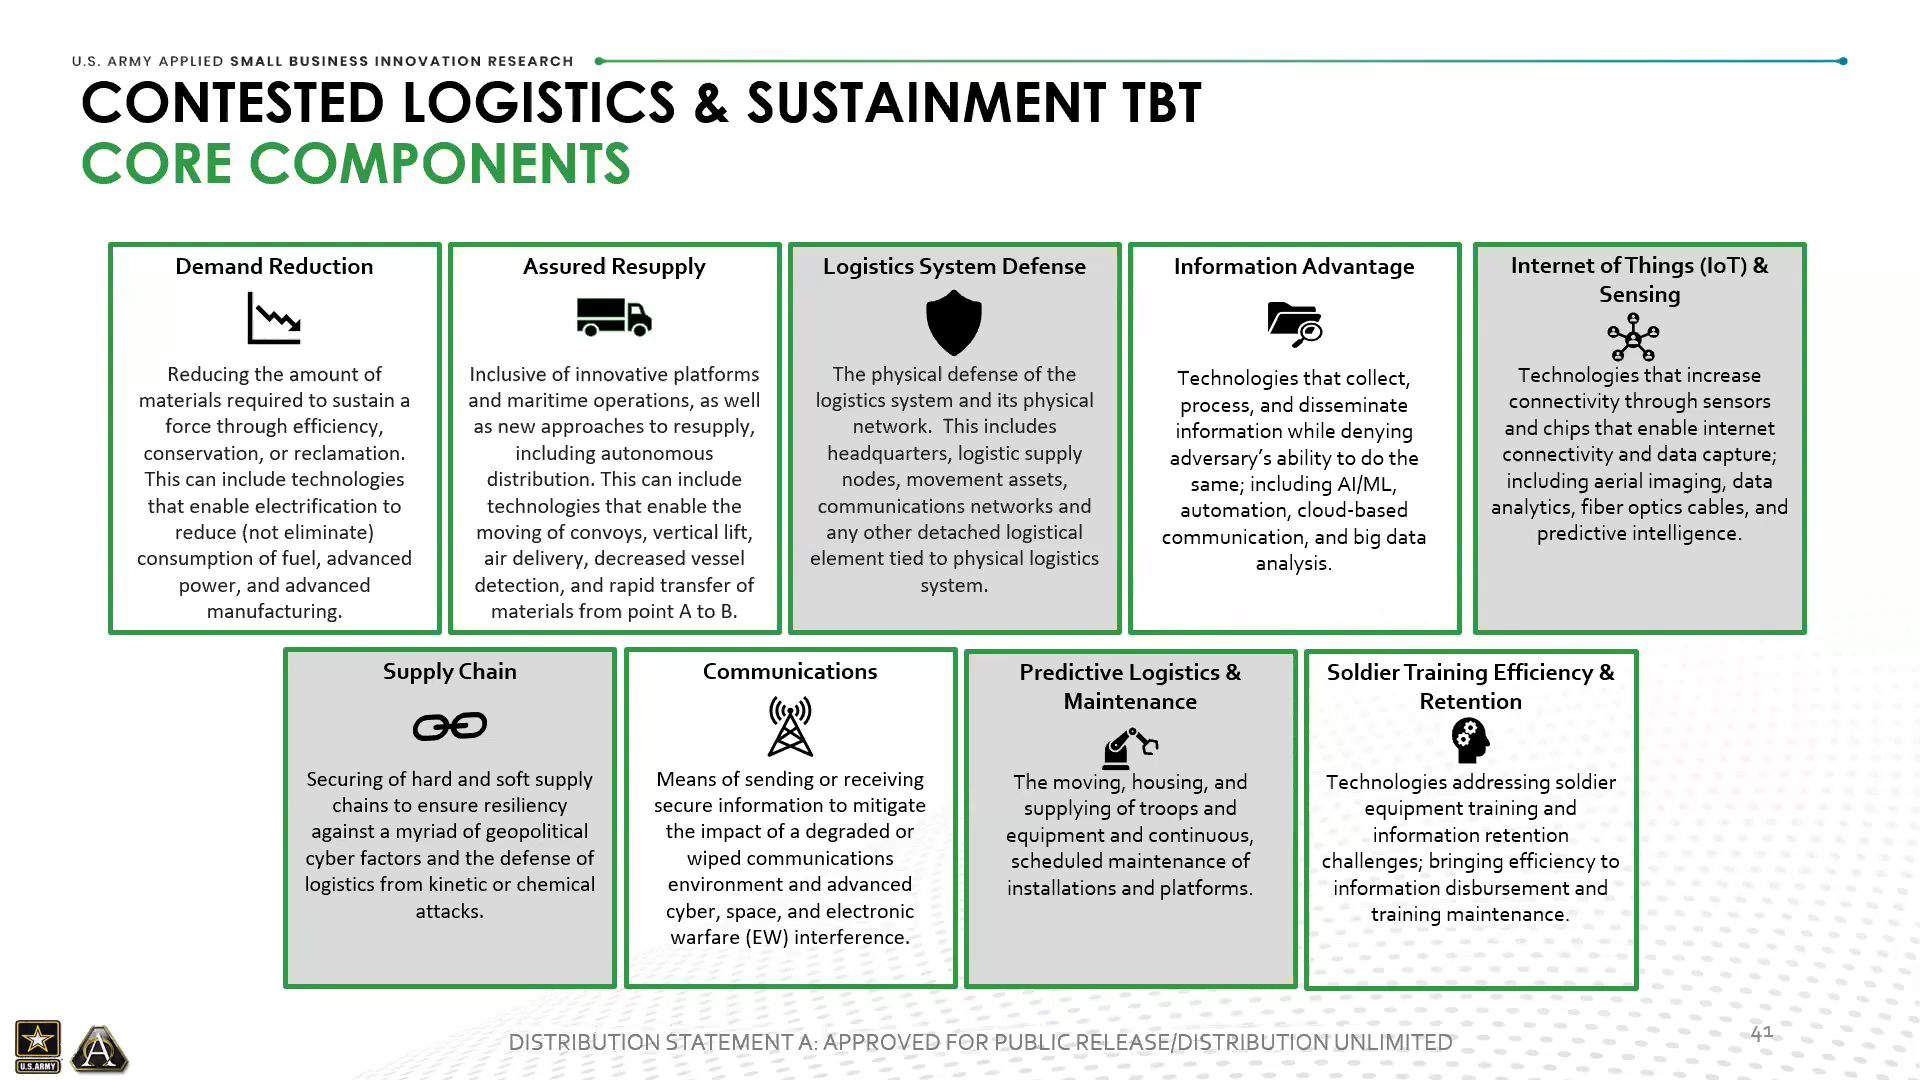 U.S. ARMY APPLIED SMALL BUSINESS INNOVATION RESEARCH
CONTESTED LOGISTICS & SUSTAINMENT TBT
CORE COMPONENTS
Demand Reduction
Reducing the amount of
materials required to sustain a
force through efficiency,
conservation, or reclamation.
This can include technologies
that enable electrification to
reduce (not eliminate)
consumption of fuel, advanced
power, and advanced
manufacturing.
Assured Resupply
Inclusive of innovative platforms
and maritime operations, as well
as new approaches to resupply,
including autonomous
distribution. This can include
technologies that enable the
moving of convoys, vertical lift,
air delivery, decreased vessel
detection, and rapid transfer of
materials from point A to B.
Logistics System Defense
The physical defense of the
logistics system and its physical
network.  This includes
headquarters, logistic supply
nodes, movement assets,
communications networks and
any other detached logistical
element tied to physical logistics
system.
Information Advantage
Technologies that collect,
process, and disseminate
information while denying
adversary's ability to do the
same; including AI/ML,
automation, cloud-based
communication, and big data
analysis.
Internet of Things (IoT) &
Sensing
Technologies that increase
connectivity through sensors
and chips that enable internet
connectivity and data capture;
including aerial imaging, data
analytics, fiber optics cables, and
predictive intelligence.
Supply Chain
Securing of hard and soft supply
chains to ensure resiliency
against a myriad of geopolitical
cyber factors and the defense of
logistics from kinetic or chemical
attacks.
Communications
Means of sending or receiving
secure information to mitigate
the impact of a degraded or
wiped communications
environment and advanced
cyber, space, and electronic
warfare (EW) interference.
Predictive Logistics &
Maintenance
The moving, housing, and
supplying of troops and
equipment and continuous,
scheduled maintenance of
installations and platforms.
Soldier Training Efficiency &
Retention
Technologies addressing soldier
equipment training and
information retention
challenges; bringing efficiency to
information disbursement and
training maintenance.
U.S.ARMY
A
DISTRIBUTION STATEMENT A: APPROVED FOR PUBLIC RELEASE/DISTRIBUTION UNLIMITED
41